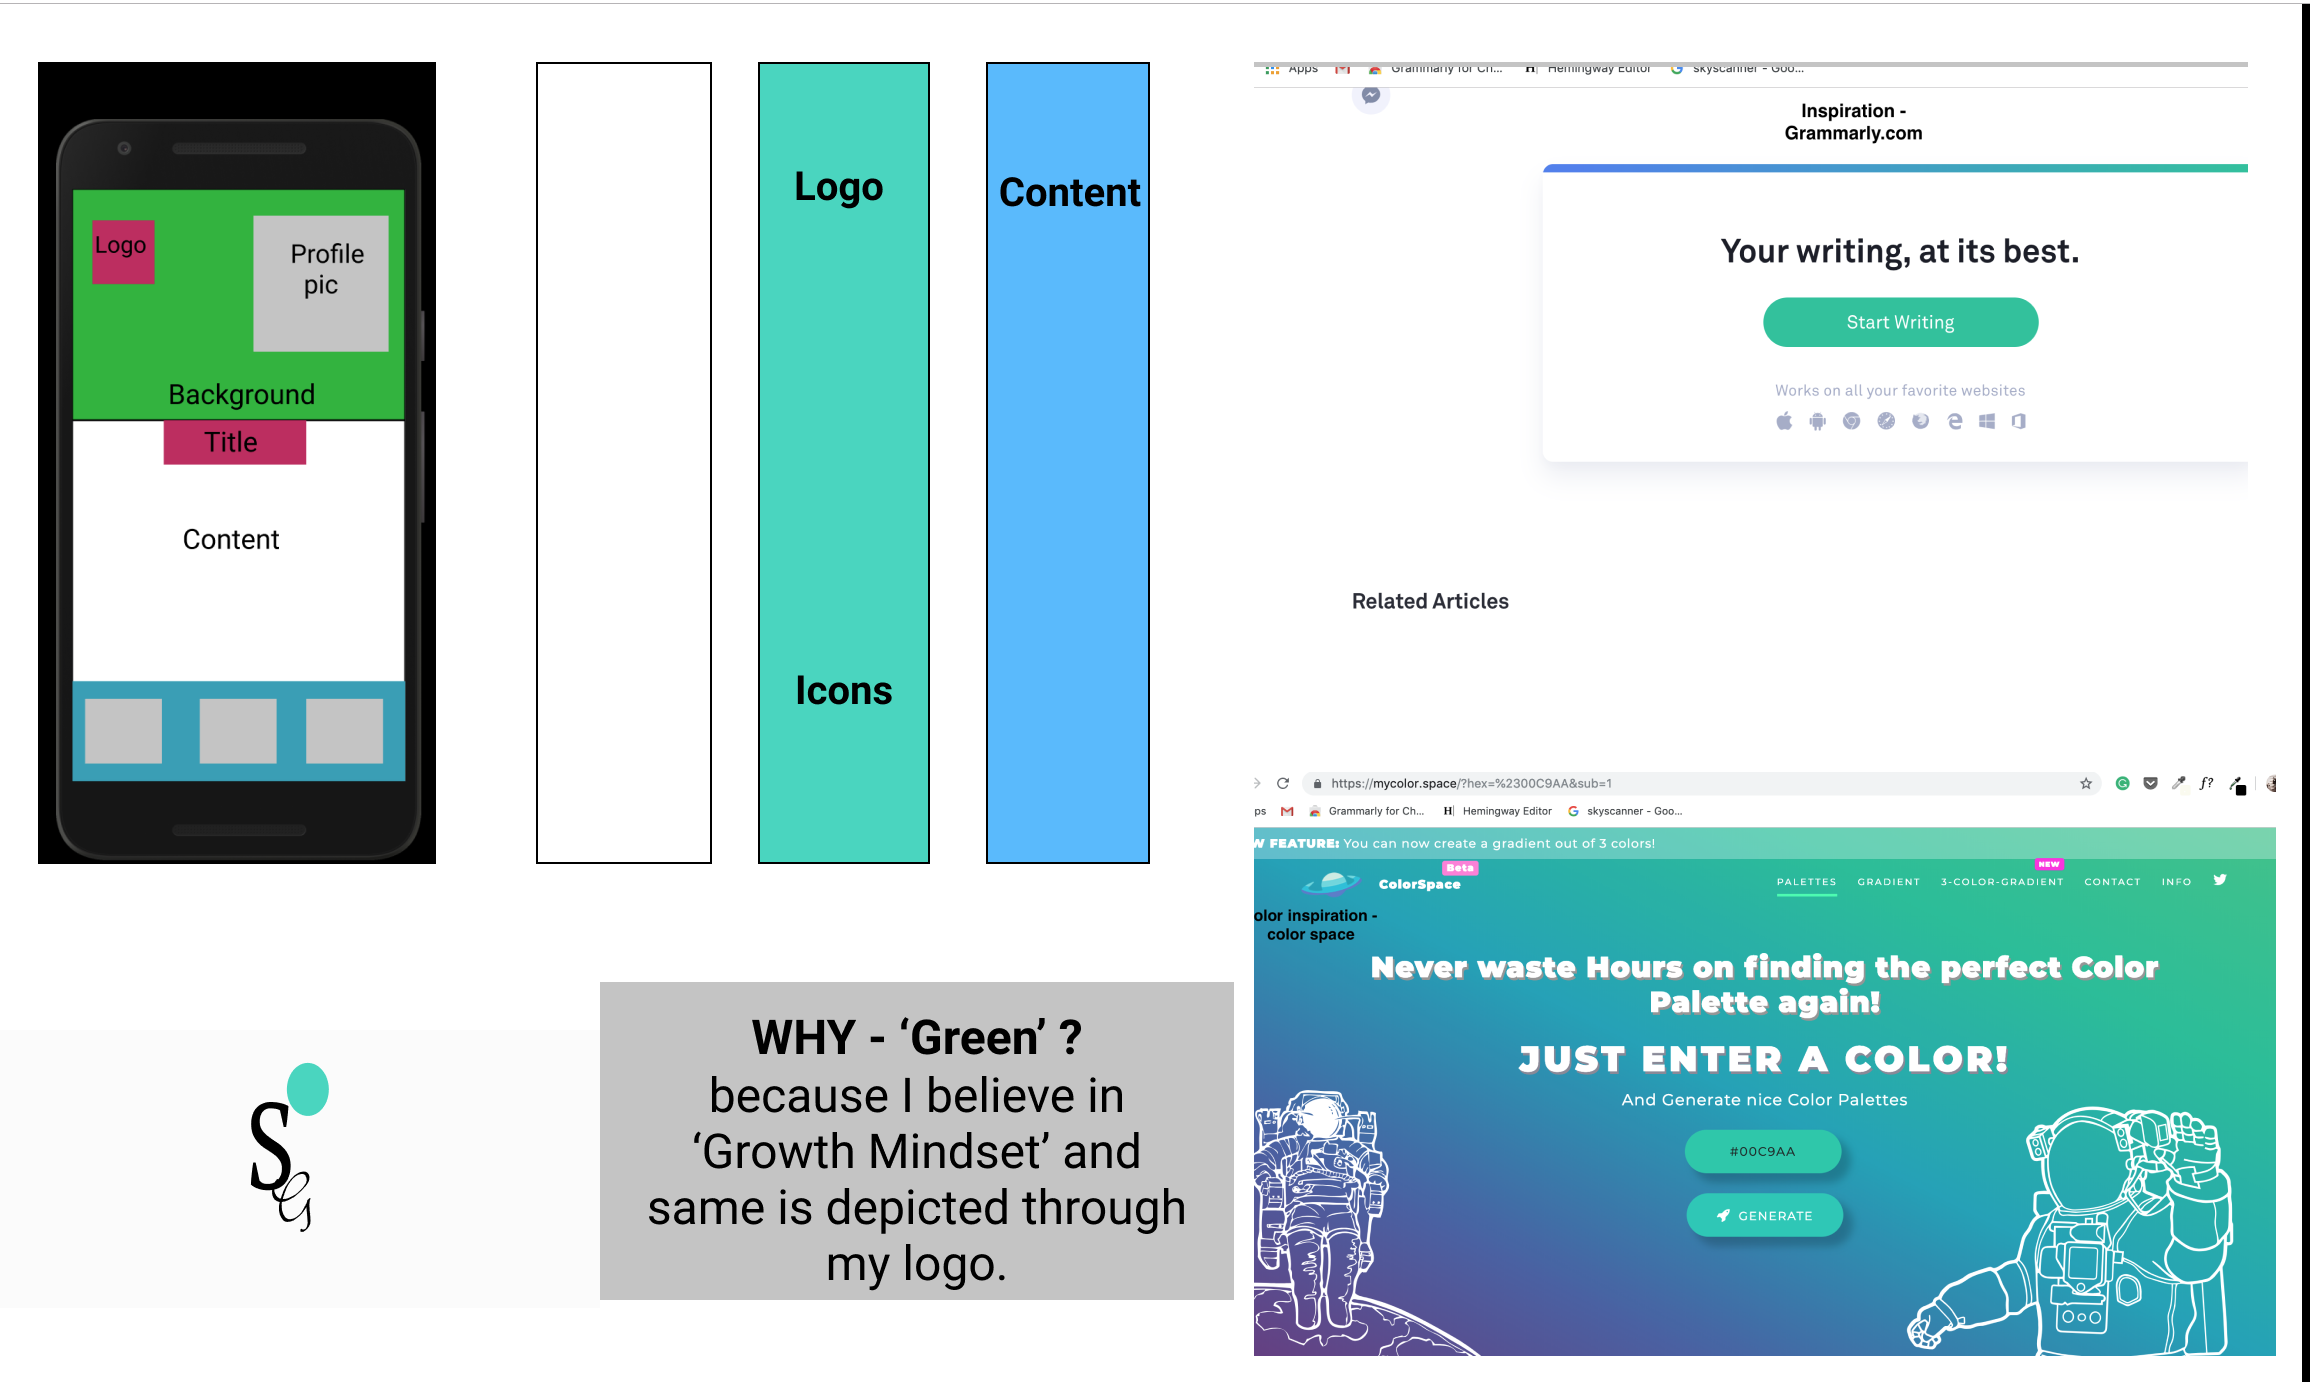 Logo
Profile
pic
Background
Title
Content
Logo
Icons
Content
Apps Grammarly for Ch... H| Hemingway Editor skyscanner - Goo...
Inspiration -
Grammarly.com
Your writing, at its best.
Start Writing
Works on all your favorite websites
Related Articles
https://mycolor.space/?hex=%2300C9AA&sub=1
f?
ps Grammarly for Ch... H| Hemingway Editor skyscanner - Goo...
W FEATURE: You can now create a gradient out of 3 colors!
Beta
ColorSpace
NEW
PALETTES GRADIENT 3-COLOR-GRADIENT CONTACT INFO
olor inspiration -
color space
Never waste Hours on finding the perfect Color
Palette again!
JUST ENTER A COLOR!
And Generate nice Color Palettes
#00C9AA
GENERATE
S
G
WHY - ‘Green’ ?
because I believe in
‘Growth Mindset’ and
same is depicted through
my logo.